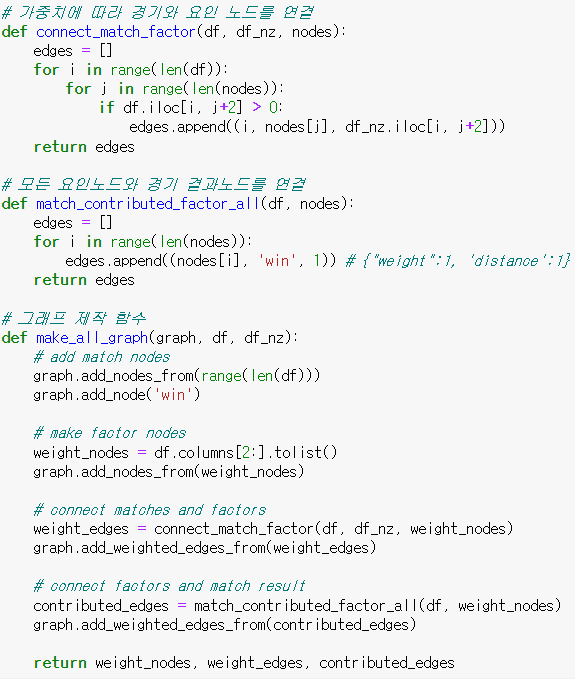 # 가중치에 따라 경기와 요인 노드를 연결
def connect_match_factor(df, df_nz, nodes):
    edges = []
    for i in range(len(df)):
        for j in range(len(nodes)):
            if df.iloc[i, j+2] > 0:
                edges.append((i, nodes[j], df_nz.iloc[i, j+2]))
    return edges

# 모든 요인노드와 경기 결과노드를 연결
def match_contributed_factor_all(df, nodes):
    edges = []
    for i in range(len(nodes)):
        edges.append((nodes[i], 'win', 1)) # {"weight":1, 'distance':1}
    return edges

# 그래프 제작 함수
def make_all_graph(graph, df, df_nz):
    # add match nodes
    graph.add_nodes_from(range(len(df)))
    graph.add_node('win')

    # make factor nodes
    weight_nodes = df.columns[2:].tolist()
    graph.add_nodes_from(weight_nodes)

    # connect matches and factors
    weight_edges = connect_match_factor(df, df_nz, weight_nodes)
    graph.add_weighted_edges_from(weight_edges)

    # connect factors and match result
    contributed_edges = match_contributed_factor_all(df, weight_nodes)
    graph.add_weighted_edges_from(contributed_edges)

    return weight_nodes, weight_edges, contributed_edges